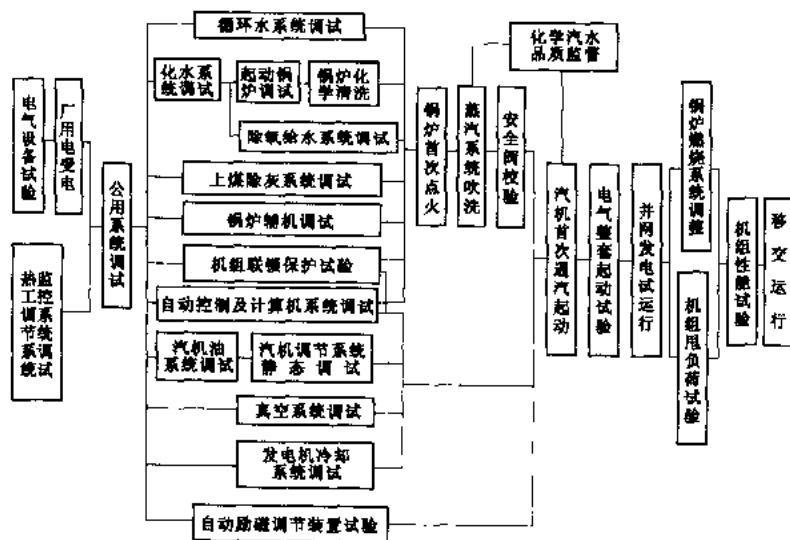 电气设备试验
厂用电受电
热工调节系统
监控系统调试
公用系统调试
循环水系统调试
化水系
统调试
起动锅
炉调试
锅炉化
学清洗
除氧给水系统调试
上煤除灰系统调试
锅炉辅机调试
机组联锁保护试验
自动控制及计算机系统调试
汽机油
系统调试
汽机调节系统
静态调试
真空系统调试
发电机冷却
系统调试
自动励磁调节装置试验
锅炉首次点火
蒸汽系统吹洗
安全阀校验
化学汽水
品质监督
汽机首次通汽起动
电气整套起动试验
并网发电试运行
锅炉燃烧系统调整
机组甩负荷试验
机组性能试验
移交运行